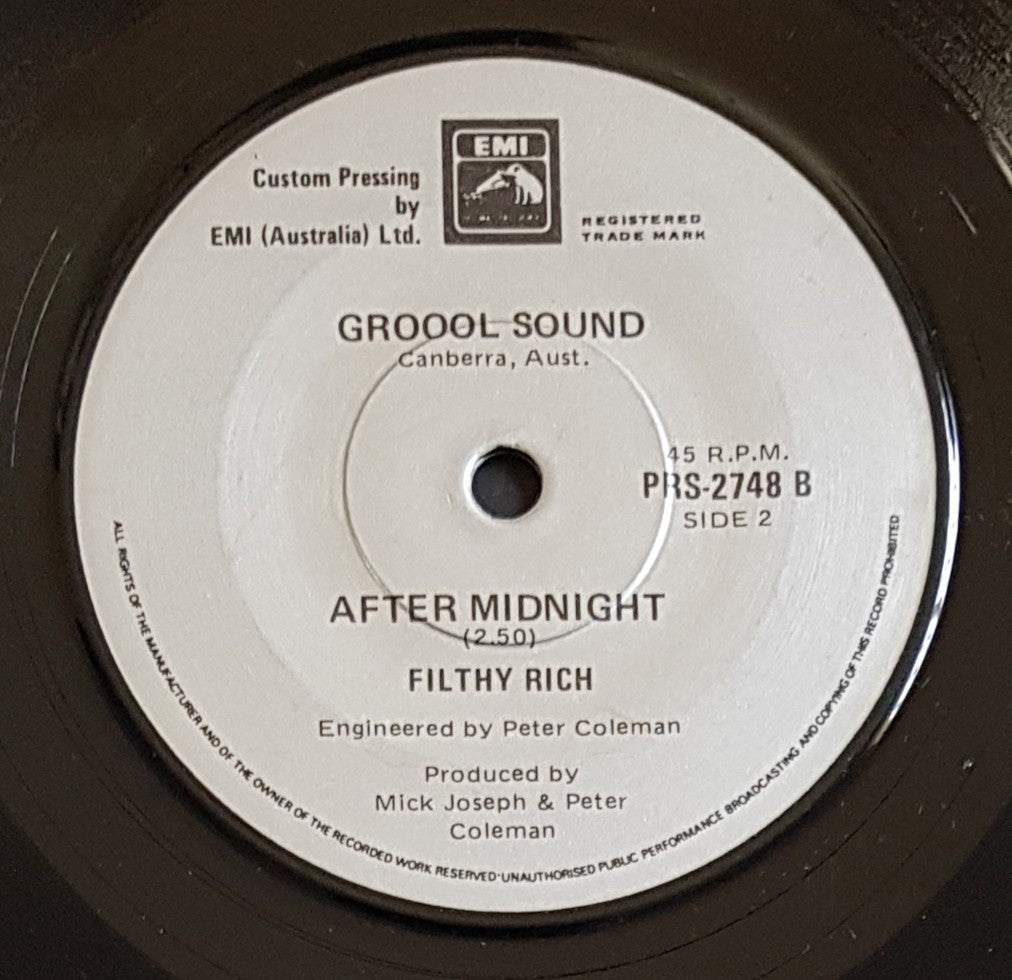 EMI
Custom Pressing
by
EMI (Australia) Ltd.
REGISTERED
TRADE MARK
GROOOL SOUND
Canberra, Aust.
45 R.P.M.
PRS-2748 B
SIDE 2
AFTER MIDNIGHT
(2.50)
FILTHY RICH
Engineered by Peter Coleman
Produced by
Mick Joseph & Peter
Coleman
ALL RIGHTS OF THE MANUFACTURER AND OF THE OWNER OF THE RECORDED WORK RESERVED-UNAUTHORISED PUBLIC PERFORMANCE BROADCASTING AND COPYING OF THIS RECORD PROHIBITED